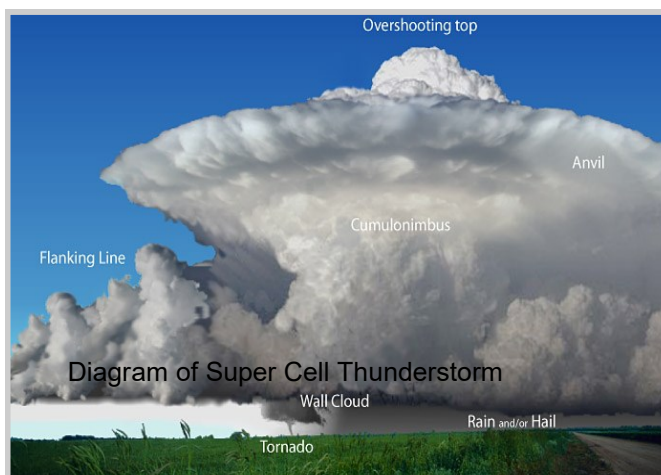 Overshooting top
Anvil
Cumulonimbus
Flanking Line
Diagram of Super Cell Thunderstorm
Wall Cloud
Rain and/or Hail
Tornado